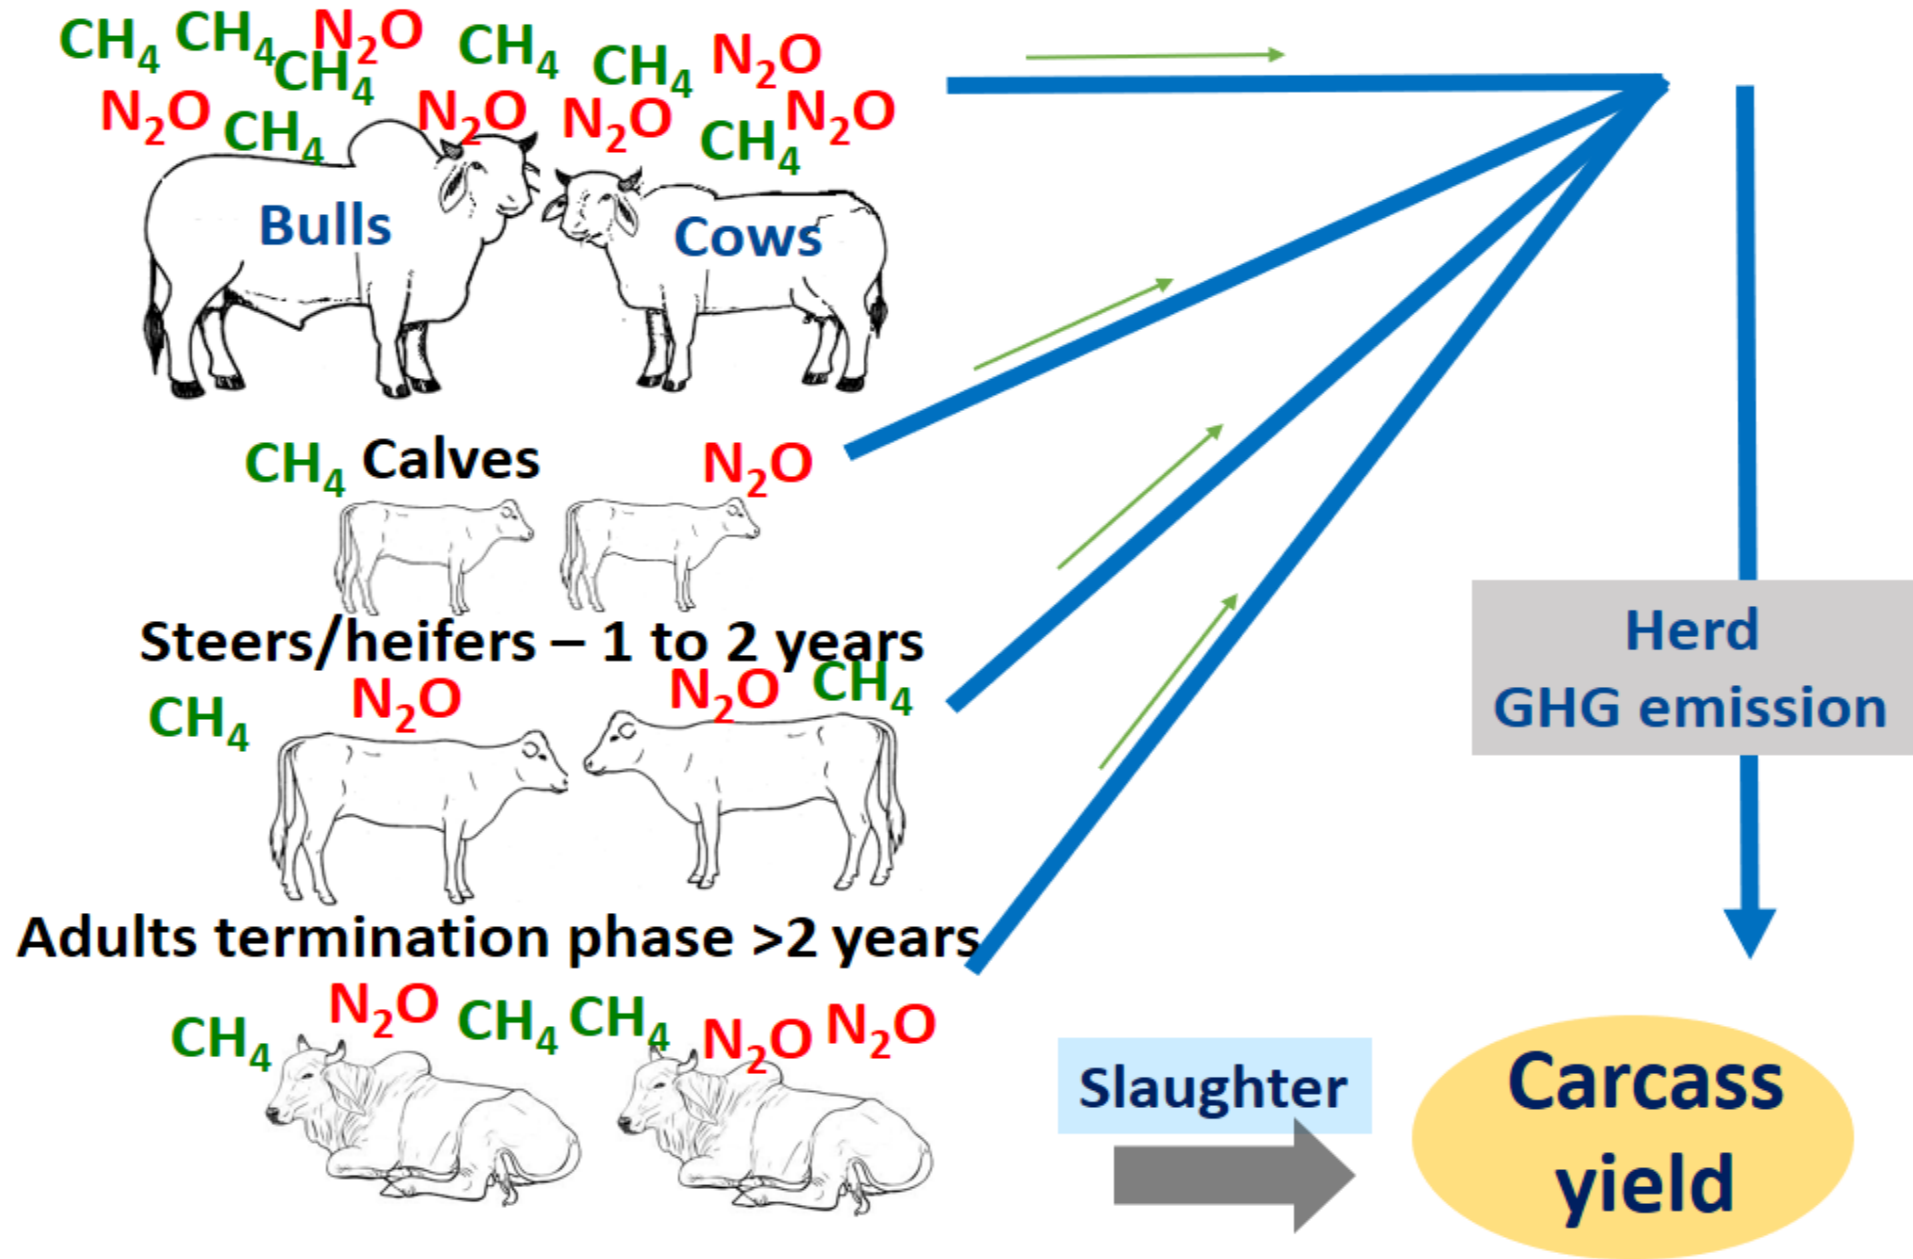 CH4 CH4 N2O CH4 CH4 N2O
CH4
N2O CH4 N2O N2O CH4 N2O
Bulls
Cows
CH4 Calves N2O
Steers/heifers – 1 to 2 years
CH4 N2O N2O CH4
Adults termination phase >2 years
CH4 N2O CH4 CH4 N2O N2O
Herd
GHG emission
Slaughter
Carcass
yield